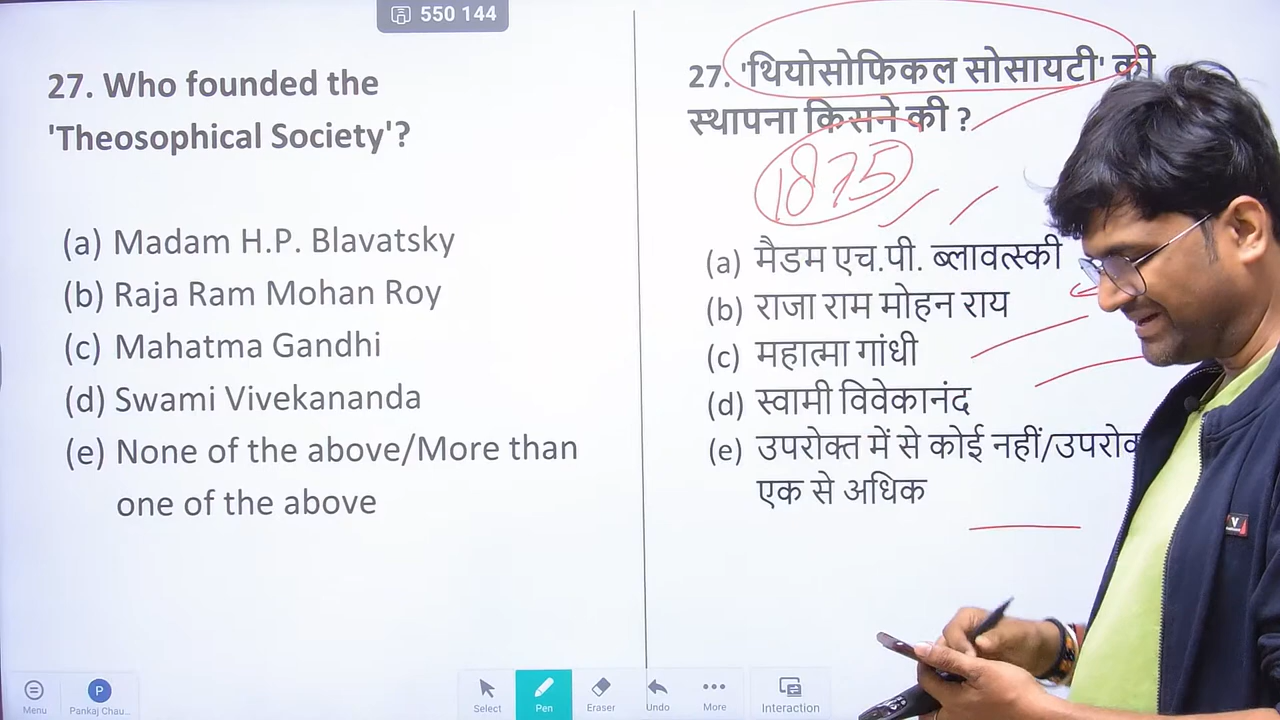 550 144
27. Who founded the
'Theosophical Society'?
(a) Madam H.P. Blavatsky
(b) Raja Ram Mohan Roy
(c) Mahatma Gandhi
(d) Swami Vivekananda
(e) None of the above/More than
one of the above
27. 'थियोसोफिकल सोसायटी' की
स्थापना किसने की ?
1875
(a) मैडम एच.पी. ब्लावत्स्की
(b) राजा राम मोहन राय
(c) महात्मा गांधी
(d) स्वामी विवेकानंद
(e) उपरोक्त में से कोई नहीं/
एक से अधिक
V
Menu
P
Pankaj Chau...
Select
Pen
Eraser
Undo
More
Interaction